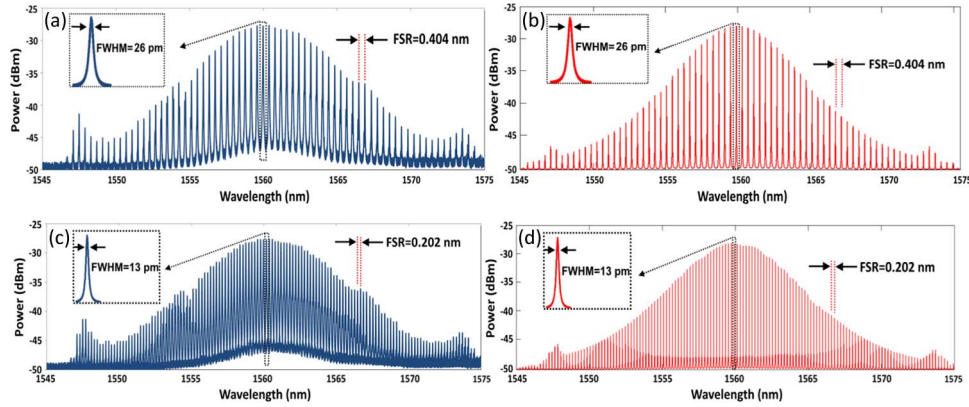 (a)
FWHM=26 pm
FSR=0.404 nm
Power (dBm)
-25
-30
-35
-40
-45
-50
1545 1550 1555 1560 1565 1570 1575
Wavelength (nm)
(b)
FWHM=26 pm
FSR=0.404 nm
Power (dBm)
-25
-30
-35
-40
-45
-50
1545 1550 1555 1560 1565 1570 1575
Wavelength (nm)
(c)
FWHM=13 pm
FSR=0.202 nm
Power (dBm)
-25
-30
-35
-40
-45
-50
1545 1550 1555 1560 1565 1570 1575
Wavelength (nm)
(d)
FWHM=13 pm
FSR=0.202 nm
Power (dBm)
-25
-30
-35
-40
-45
-50
1545 1550 1555 1560 1565 1570 1575
Wavelength (nm)